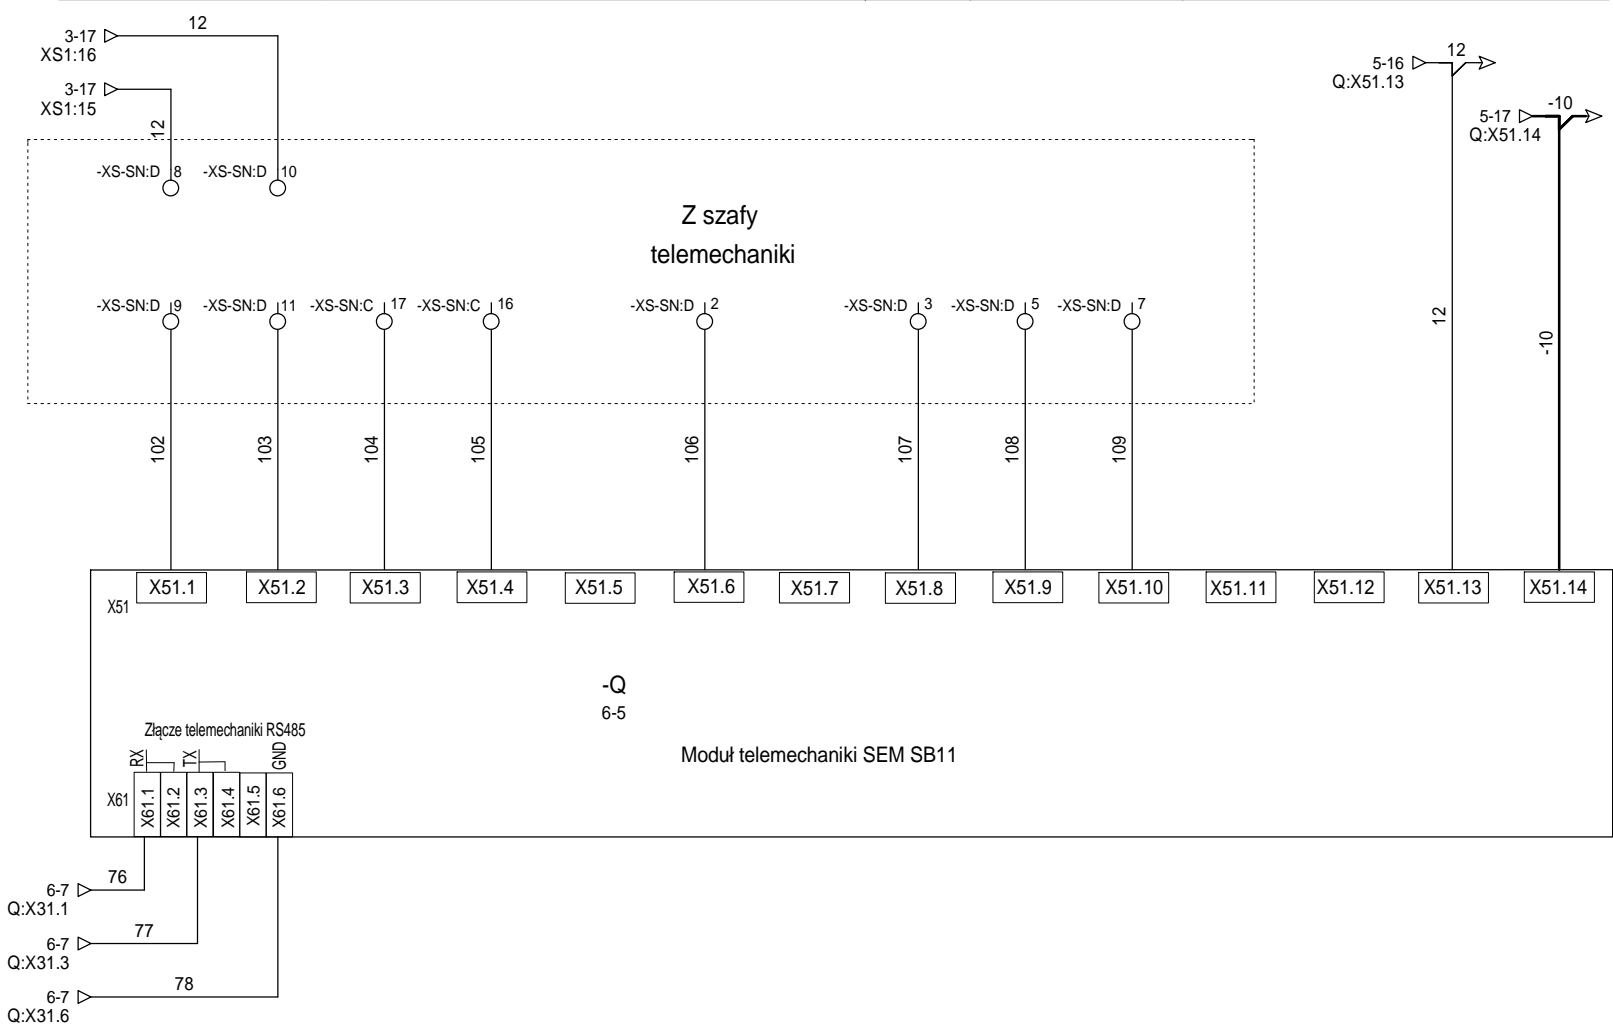 12
3-17
XS1:16
3-17
XS1:15
12
12
5-16
Q:X51.13
-10
5-17
Q:X51.14
-XS-SN:D 8
-XS-SN:D 10
Z szafy
telemechaniki
-XS-SN:D 9
-XS-SN:D 11
-XS-SN:C 17
-XS-SN:C 16
-XS-SN:D 2
-XS-SN:D 3
-XS-SN:D 5
-XS-SN:D 7
12
-10
102
103
104
105
106
107
108
109
X51
X51.1
X51.2
X51.3
X51.4
X51.5
X51.6
X51.7
X51.8
X51.9
X51.10
X51.11
X51.12
X51.13
X51.14
-Q
6-5
Moduł telemechaniki SEM SB11
Złącze telemechaniki RS485
RX
TX
GND
X61
X61.1
X61.2
X61.3
X61.4
X61.5
X61.6
76
6-7
Q:X31.1
77
6-7
Q:X31.3
78
6-7
Q:X31.6